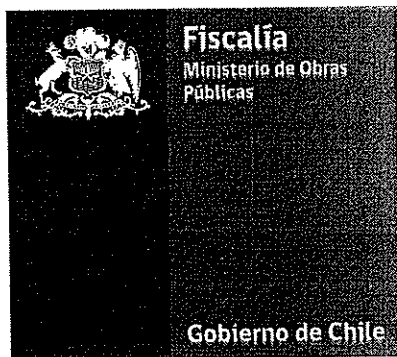 Fiscalía
Ministerio de Obras
Públicas
Gobierno de Chile